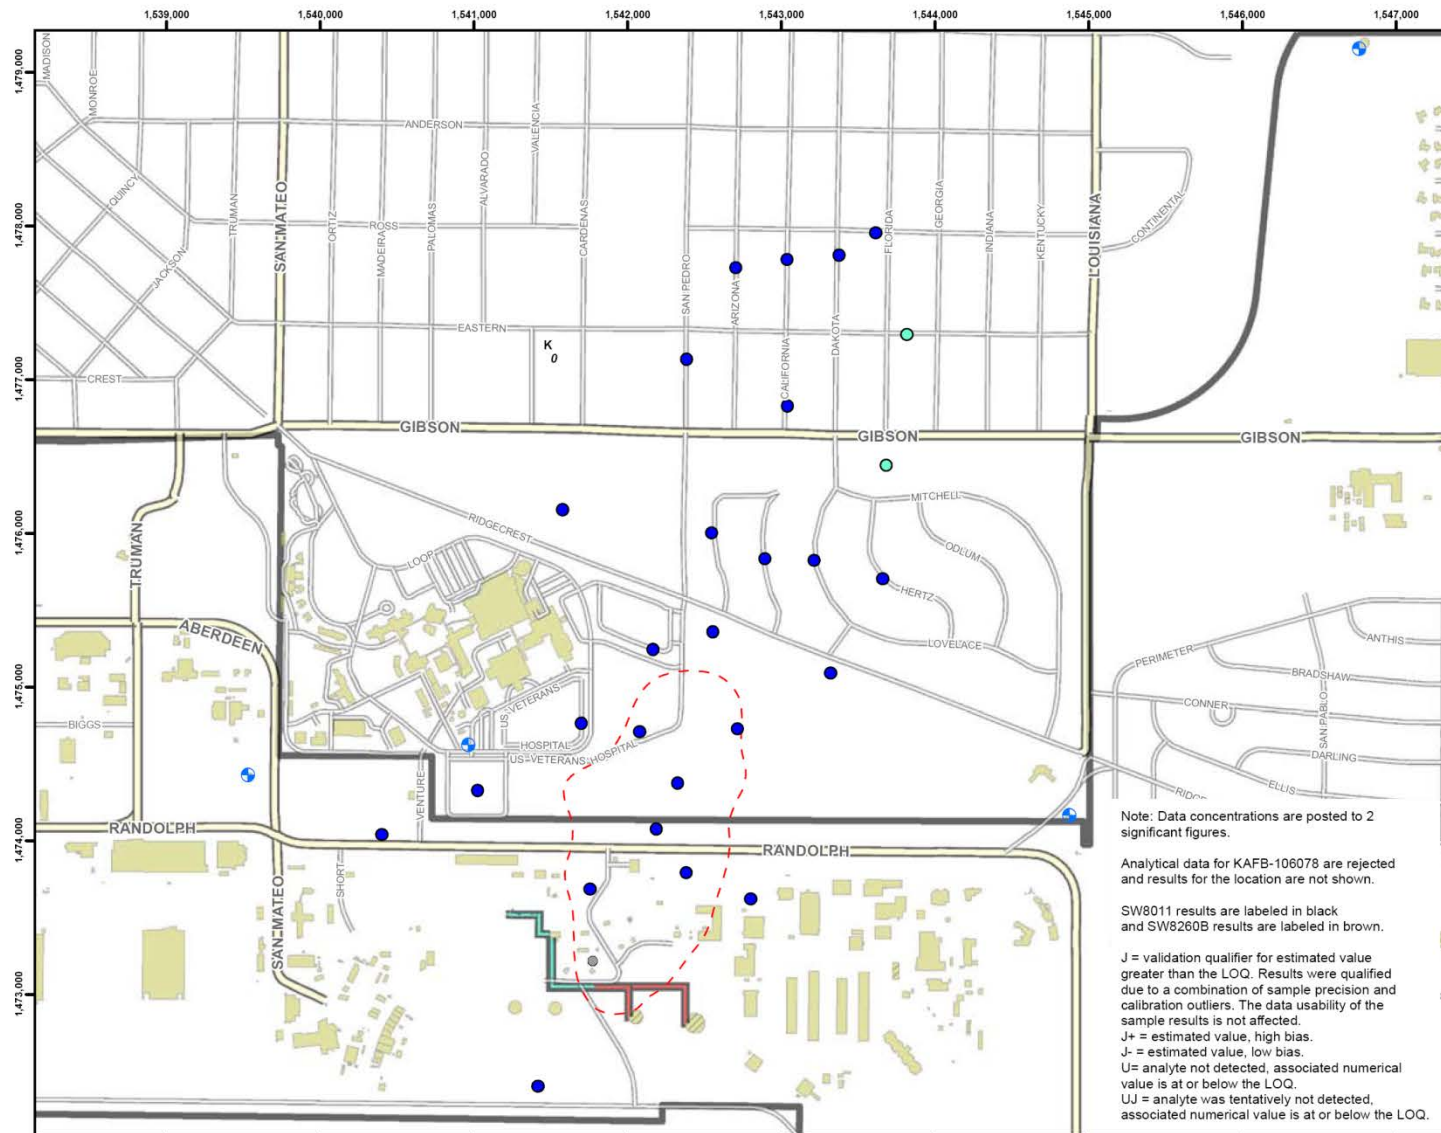 1,539,000
1,540,000
1,541,000
1,542,000
1,543,000
1,544,000
1,545,000
1,546,000
1,547,000
1,479,000
1,478,000
1,477,000
1,476,000
1,475,000
1,474,000
1,473,000
MADISON
MONROE
ANDERSON
VALENCIA
ALVARADO
QUINCY
TRUMAN
SAN MATEO
ORTIZ
MADEIRA
ROSS
PALOMAS
CARDENAS
JACKSON
SAN PEDRO
ARIZONA
CALIFORNIA
DAKOTA
FLORIDA
GEORGIA
INDIANA
KENTUCKY
LOUISIANA
CONTINENTAL
EASTERN
K
0
CREST
GIBSON
GIBSON
GIBSON
TRUMAN
RIDGECREST
LOOP
MITCHELL
ODLUM
HERTZ
LOVELACE
ABERDEEN
PERIMETER
ANTHIS
BRADSHAW
CONNER
SAN PABLO
DARLING
ELLIS
BIGGS
US VETERANS
HOSPITAL
US VETERANS HOSPITAL
VENTURE
RANDOLPH
RANDOLPH
SHORT
SAN MATEO
Note: Data concentrations are posted to 2
significant figures.
Analytical data for KAFB-106078 are rejected
and results for the location are not shown.
SW8011 results are labeled in black
and SW8260B results are labeled in brown.
J = validation qualifier for estimated value
greater than the LOQ. Results were qualified
due to a combination of sample precision and
calibration outliers. The data usability of the
sample results is not affected.
J+ = estimated value, high bias.
J- = estimated value, low bias.
U= analyte not detected, associated numerical
value is at or below the LOQ.
UJ = analyte was tentatively not detected,
associated numerical value is at or below the LOQ.